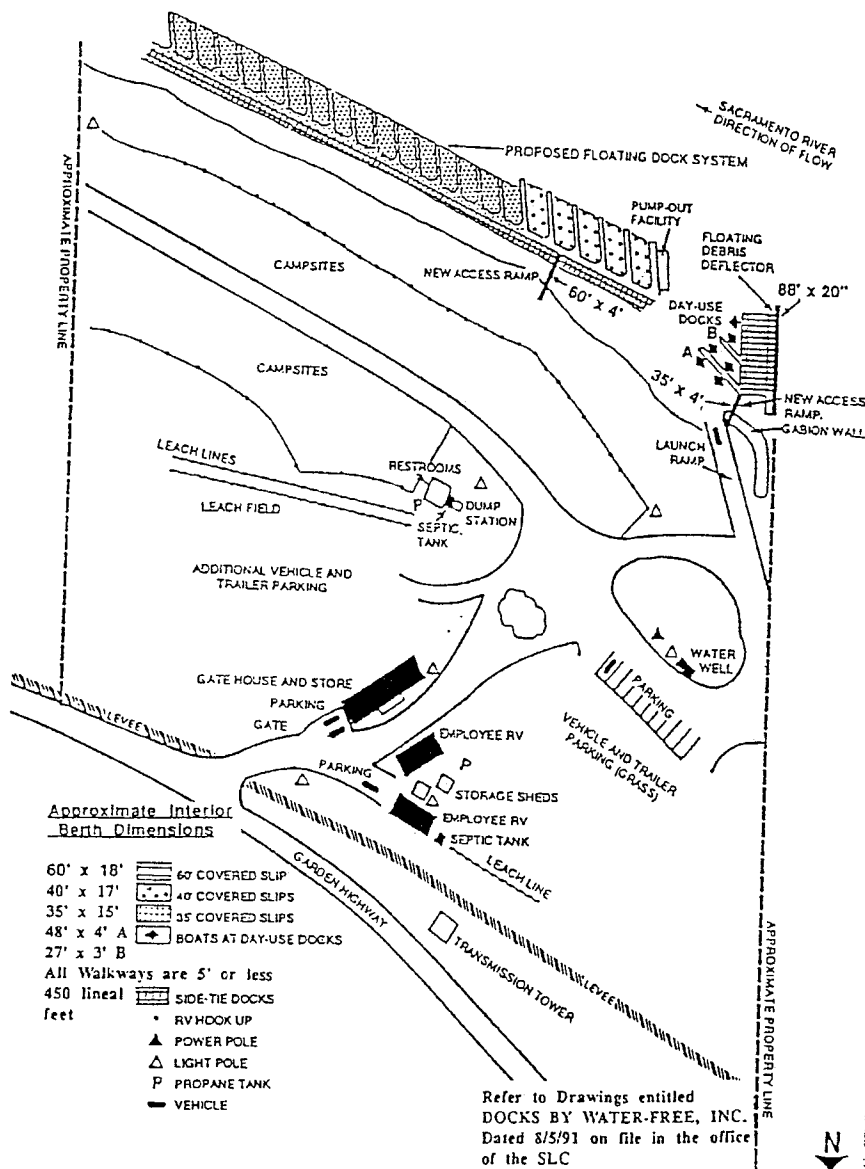 SACRAMENTO RIVER
DIRECTION OF FLOW
PROPOSED FLOATING DOCK SYSTEM
PUMP-OUT
FACILITY
FLOATING
DEBRIS
DEFLECTOR
88' x 20"
APPROXIMATE PROPERTY LINE
CAMPSITES
NEW ACCESS RAMP
60' x 4'
DAY-USE
DOCKS
B
A
35' x 4'
NEW ACCESS
RAMP.
GABION WALL
LAUNCH
RAMP
CAMPSITES
LEACH LINES
RESTROOMS
P
LEACH FIELD
SEPTIC
TANK
DUMP
STATION
ADDITIONAL VEHICLE AND
TRAILER PARKING
WATER
WELL
GATE HOUSE AND STORE
PARKING
GATE
PARKING
VEHICLE AND TRAILER
PARKING (GRASS)
LEVEE
EMPLOYEE RV
P
PARKING
STORAGE SHEDS
EMPLOYEE RV
SEPTIC TANK
LEACH LINE
GARDEN HIGHWAY
TRANSMISSION TOWER
LEVEE
APPROXIMATE PROPERTY LINE
Approximate Interior
Berth Dimensions
60' x 18' 60' COVERED SLIP
40' x 17' 40' COVERED SLIPS
35' x 15' 35' COVERED SLIPS
48' x 4' A BOATS AT DAY-USE DOCKS
27' x 3' B
All Walkways are 5' or less
450 lineal SIDE-TIE DOCKS
feet
RV HOOK UP
POWER POLE
LIGHT POLE
P PROPANE TANK
VEHICLE
Refer to Drawings entitled
DOCKS BY WATER-FREE, INC.
Dated 8/5/91 on file in the office
of the SLC
N